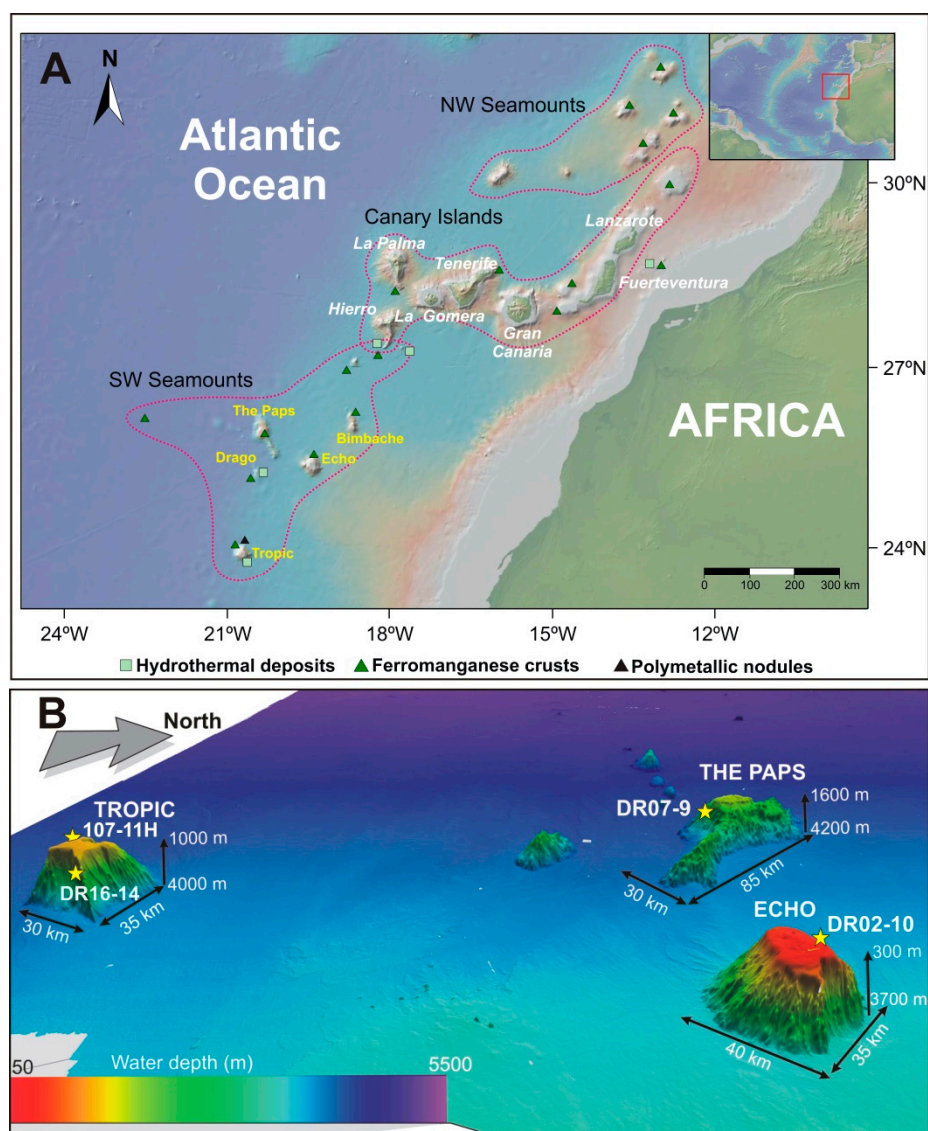 A
N
Atlantic
Ocean
NW Seamounts
30ºN
Canary Islands
La Palma
Lanzarote
Tenerife
Fuerteventura
Hierro
La Gomera
Gran
Canaria
27ºN
SW Seamounts
The Paps
Bimbache
AFRICA
Drago
Echo
Tropic
24ºN
0 100 200 300 km
24ºW 21ºW 18ºW 15ºW 12ºW
Hydrothermal deposits Ferromanganese crusts Polymetallic nodules
B
North
THE PAPS
TROPIC
107-11H
1000 m
DR07-9
1600 m
4200 m
DR16-14
4000 m
30 km
35 km
30 km
85 km
ECHO
DR02-10
300 m
3700 m
40 km
35 km
50 Water depth (m) 5500